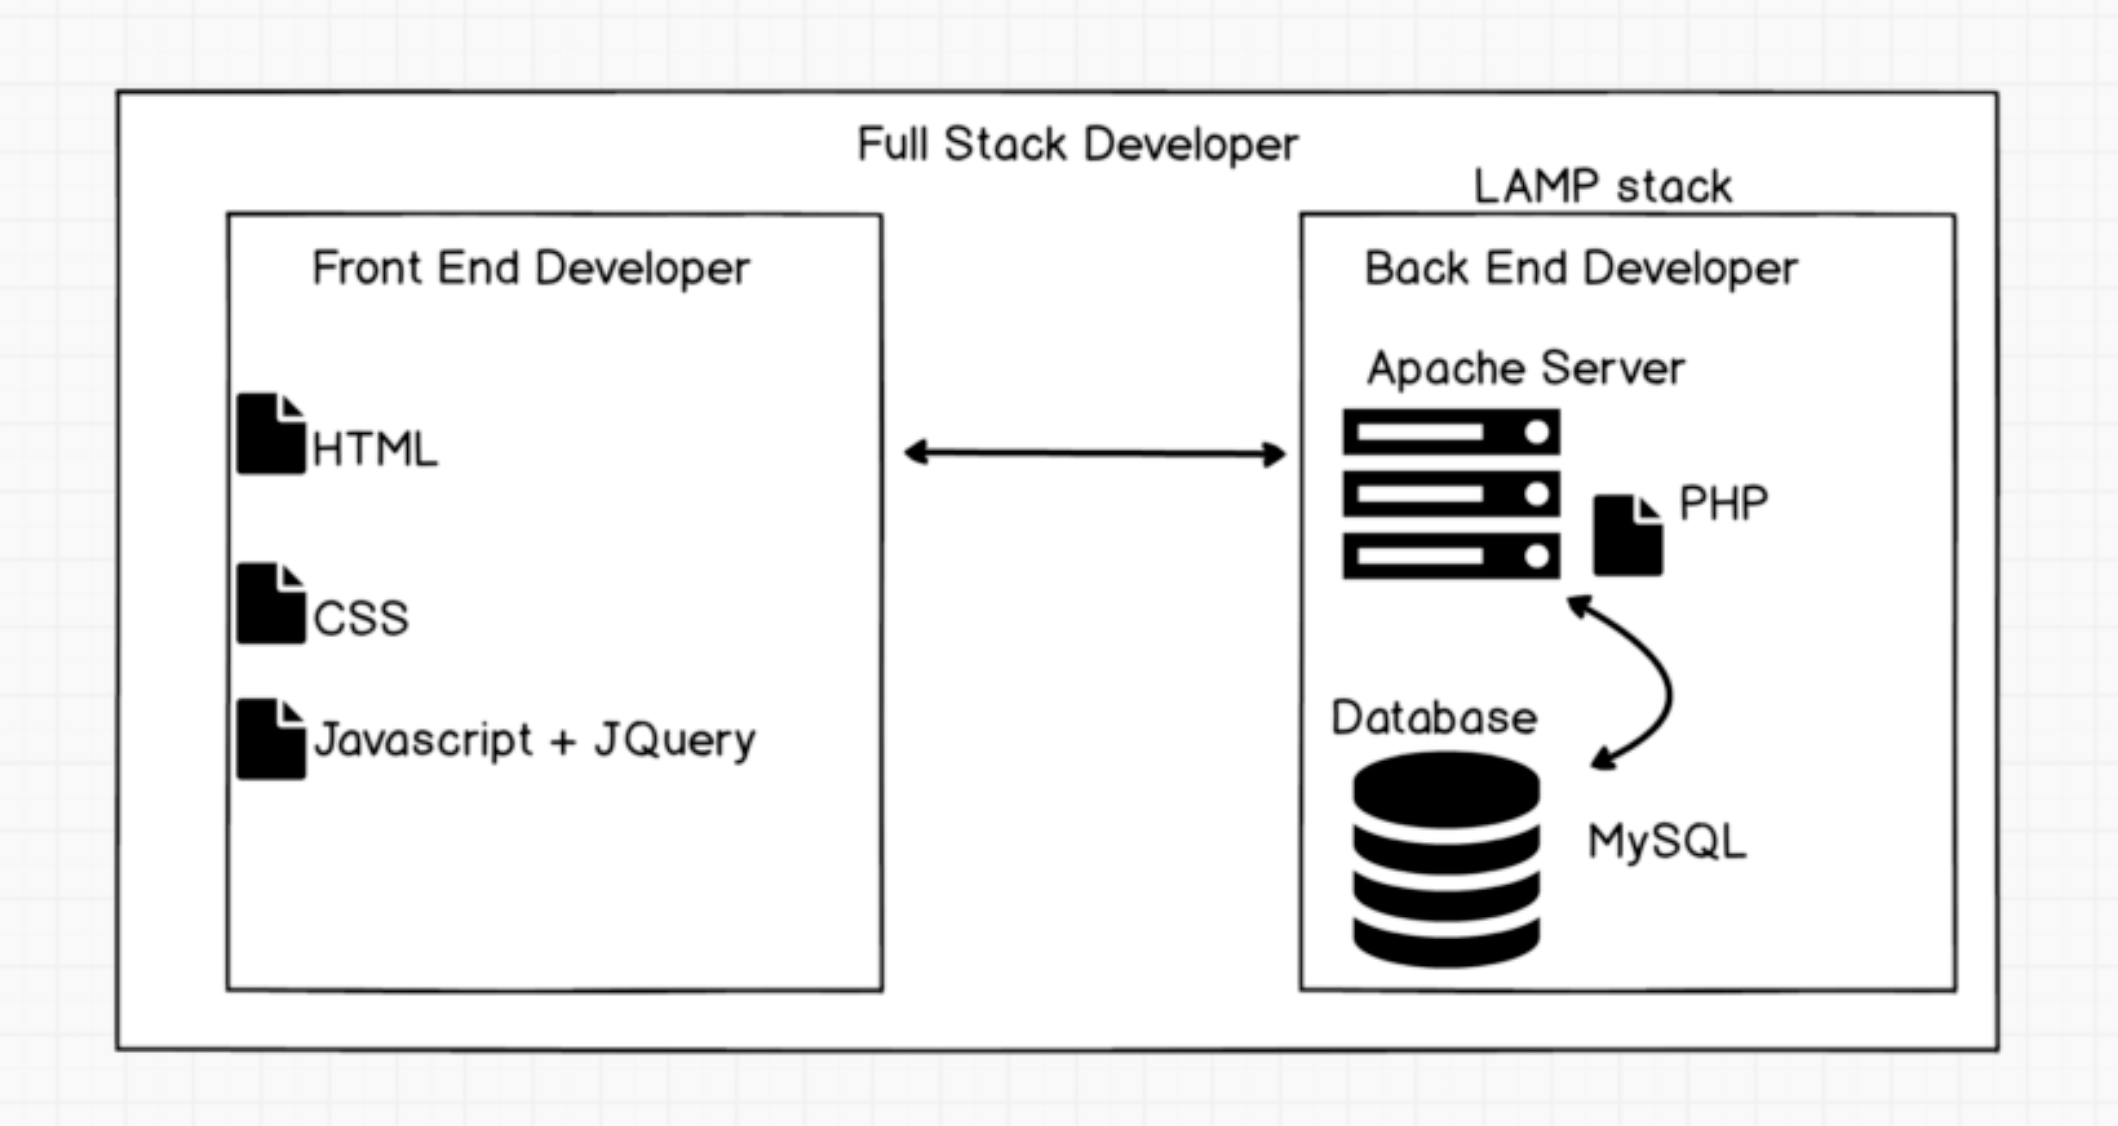 Full Stack Developer
LAMP stack
Front End Developer
HTML
CSS
Javascript + JQuery
Back End Developer
Apache Server
PHP
Database
MySQL